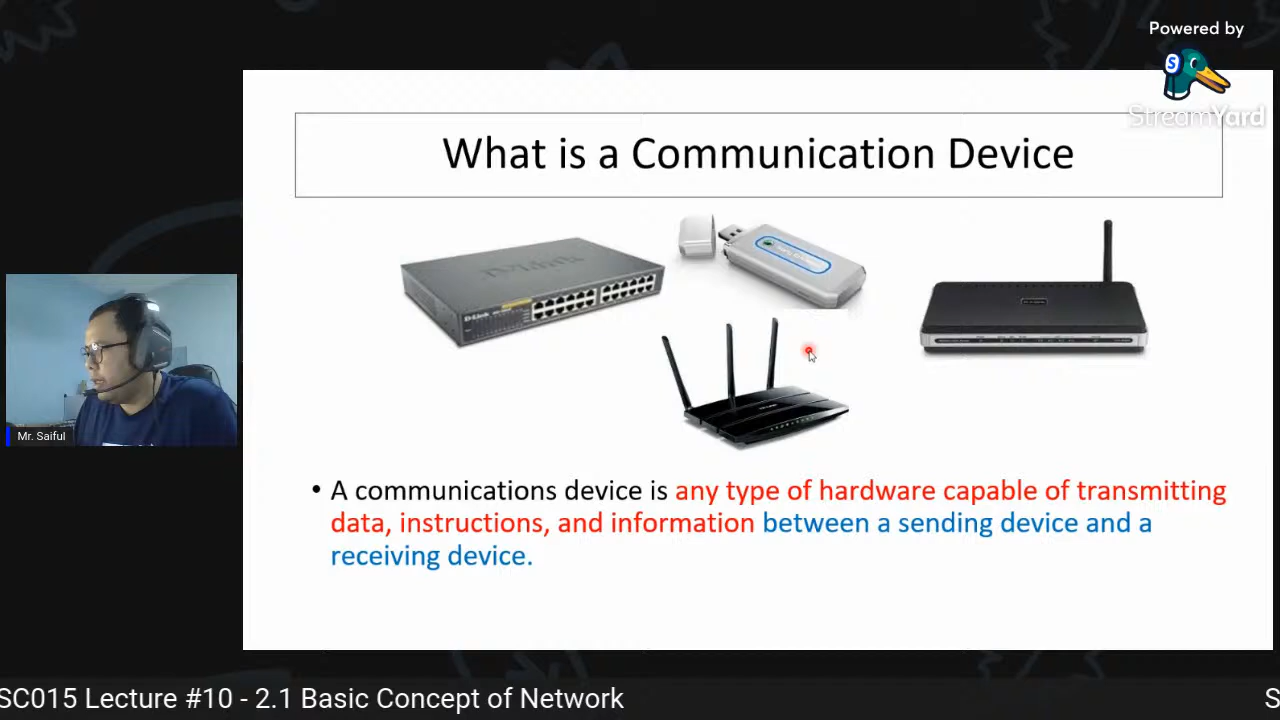 Powered by
StreamYard
What is a Communication Device
D-Link
Mr. Saiful
• A communications device is any type of hardware capable of transmitting
data, instructions, and information between a sending device and a
receiving device.
SC015 Lecture #10 - 2.1 Basic Concept of Network
S